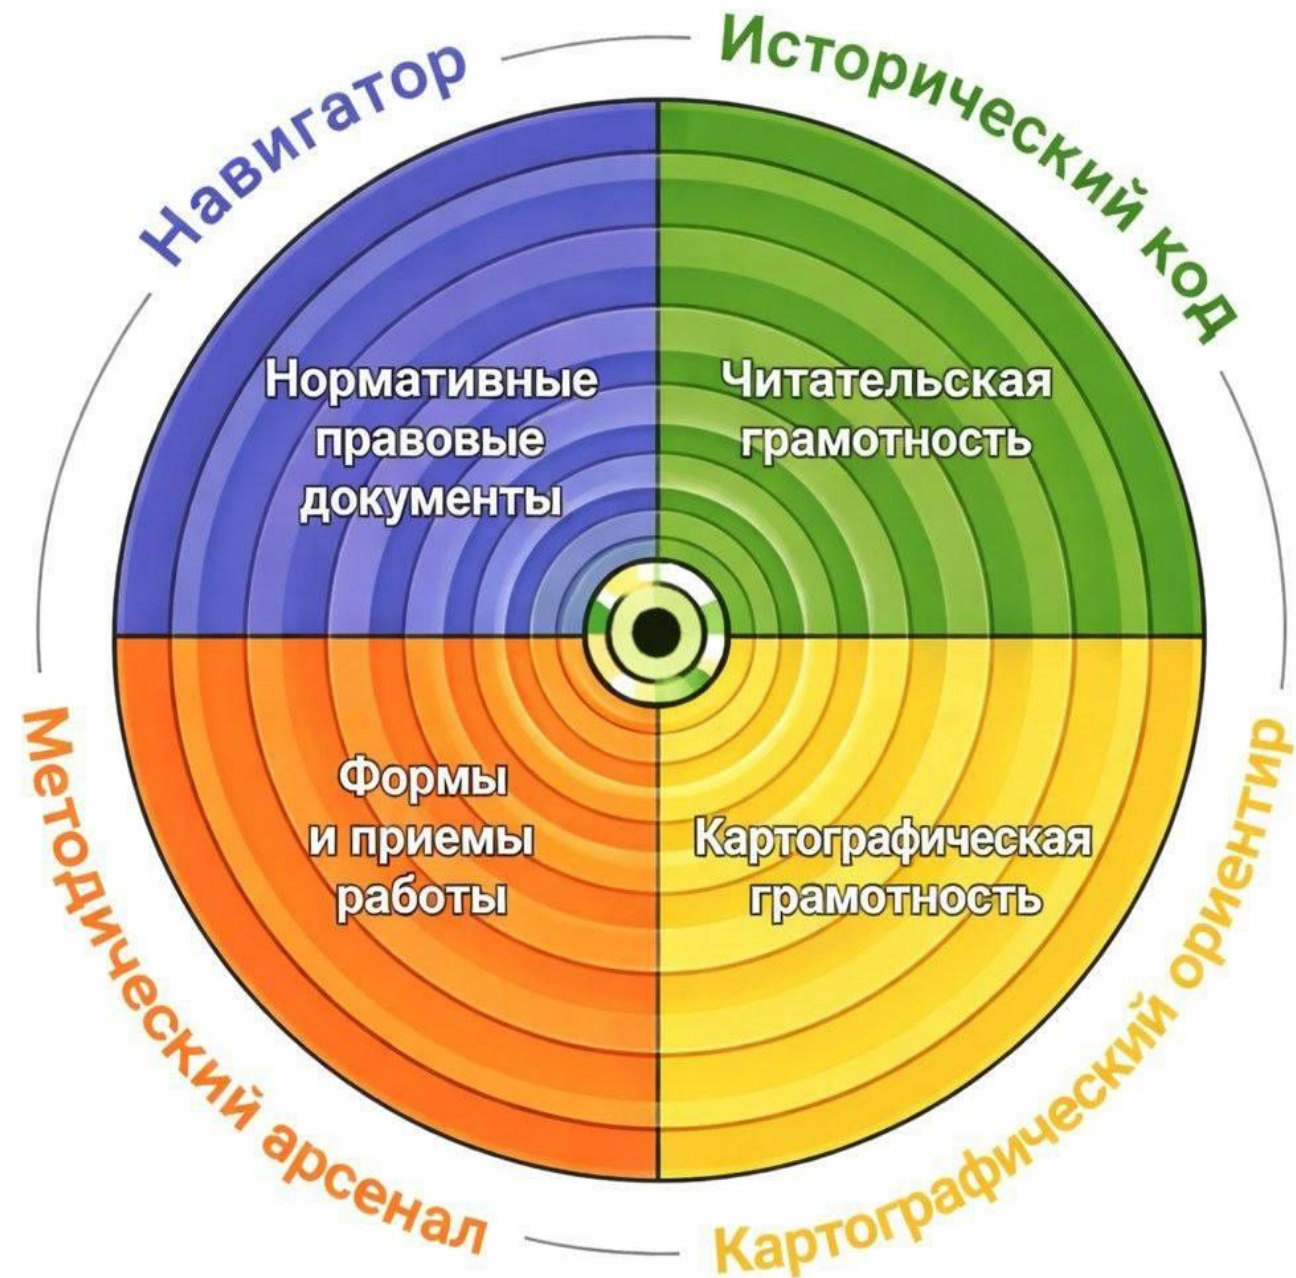 Навигатор
Исторический код
Нормативные
правовые
документы
Читательская
грамотность
Формы
и приемы
работы
Картографическая
грамотность
Методический арсенал
Картографический ориентир